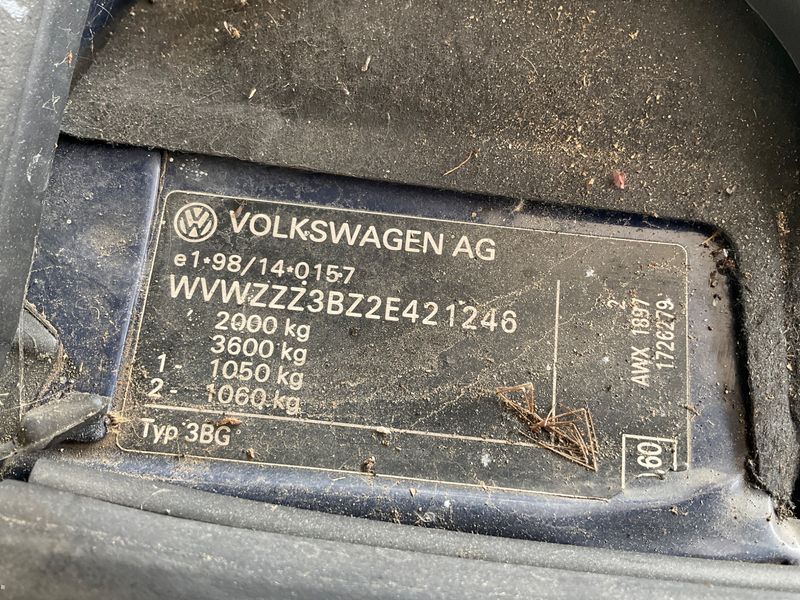 VOLKSWAGEN AG
e1*98/14*0157
WVWZZZ3BZ2E421246
2000 kg
3600 kg
1- 1050 kg
2- 1060 kg
Typ 3BG
2
AWX 1897
1726279
60